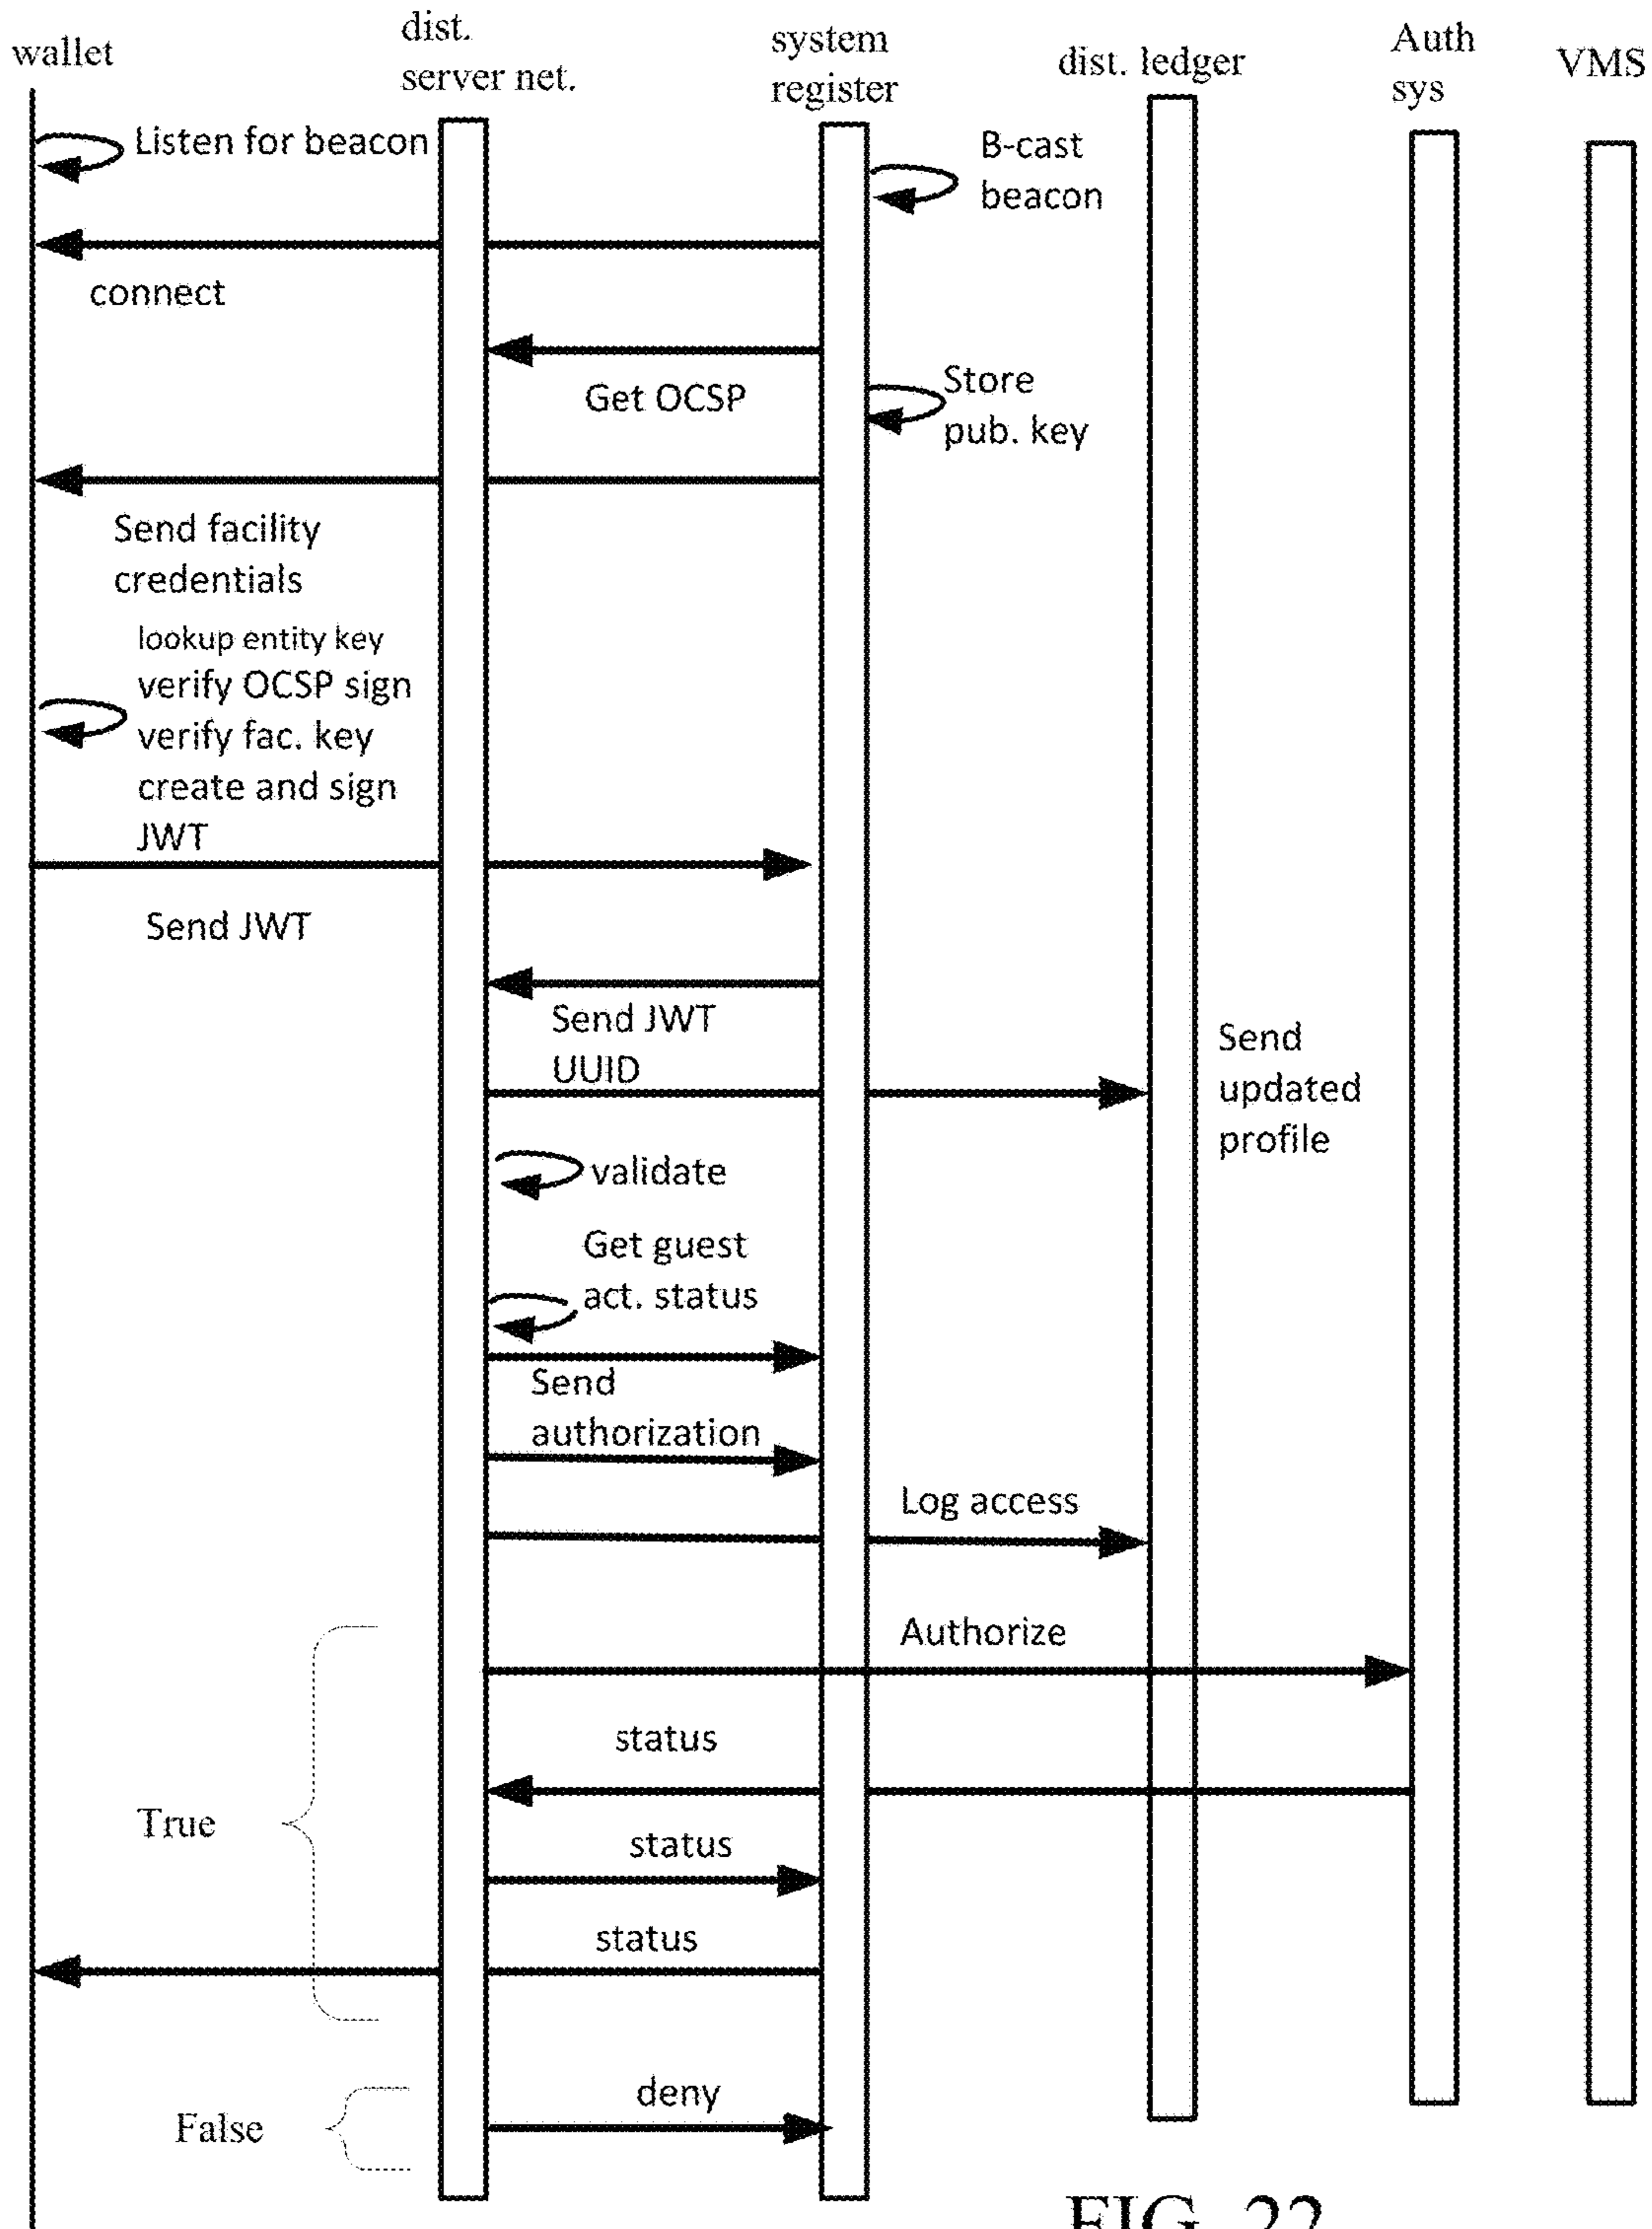 wallet
dist.
server net.
system
register
dist. ledger
Auth
sys
VMS
Listen for beacon
B-cast
beacon
connect
Get OCSP
Store
pub. key
Send facility
credentials
lookup entity key
verify OCSP sign
verify fac. key
create and sign
JWT
Send JWT
Send JWT
UUID
Send
updated
profile
validate
Get guest
act. status
Send
authorization
Log access
Authorize
status
True
status
status
deny
False
FIG. 22